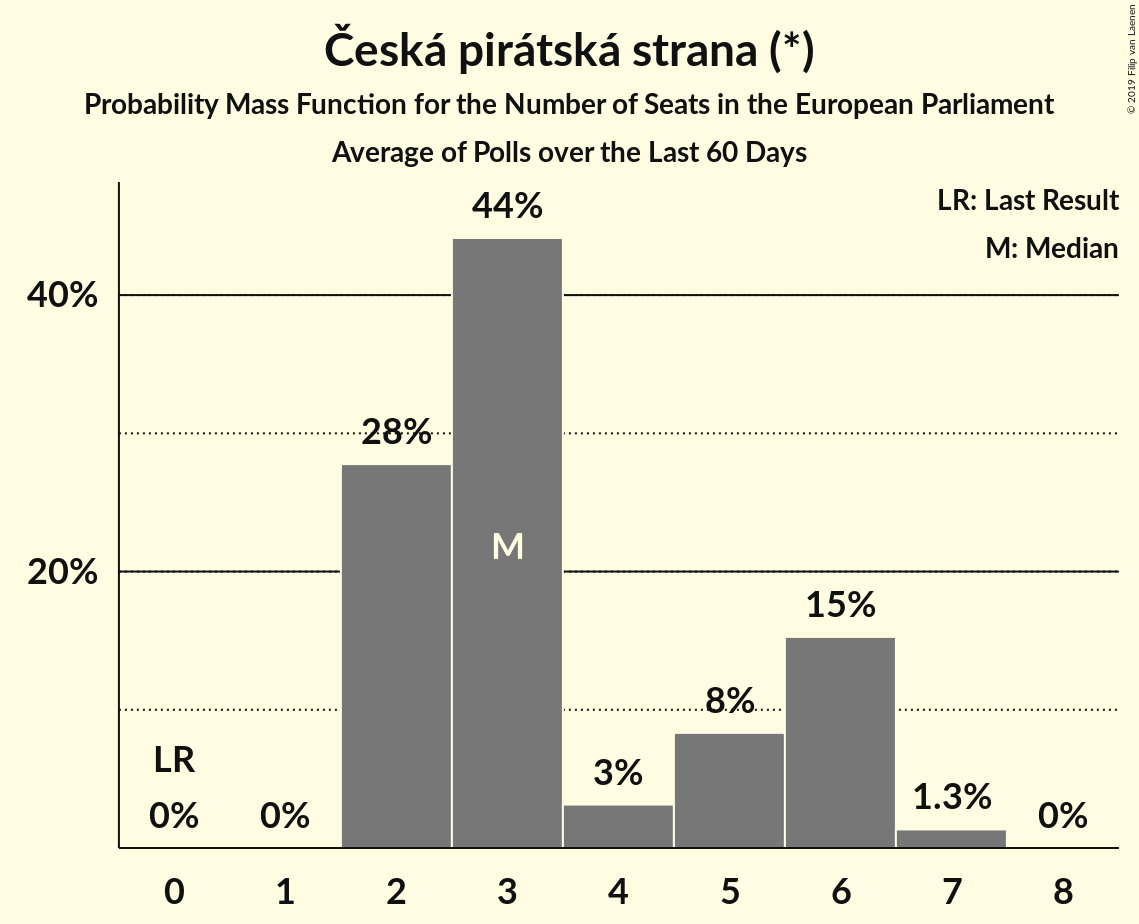 Česká pirátská strana (*)
Probability Mass Function for the Number of Seats in the European Parliament
Average of Polls over the Last 60 Days
© 2019 Filip van Laenen
LR: Last Result
M: Median
44%
40%
28%
M
20%
15%
8%
3%
1.3%
LR
0%
0%
0%
0 1 2 3 4 5 6 7 8